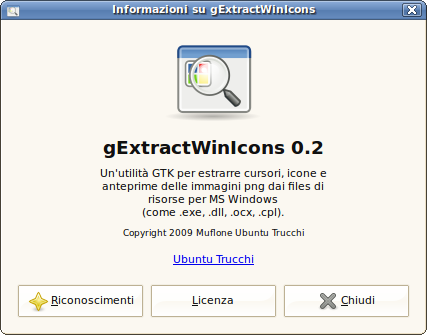 Informazioni su gExtractWinIcons
gExtractWinIcons 0.2
Un'utilità GTK per estrarre cursori, icone e
anteprime delle immagini png dai files di
risorse per MS Windows
(come .exe, .dll, .ocx, .cpl).
Copyright 2009 Muflone Ubuntu Trucchi
Ubuntu Trucchi
Riconoscimenti
Licenza
Chiudi